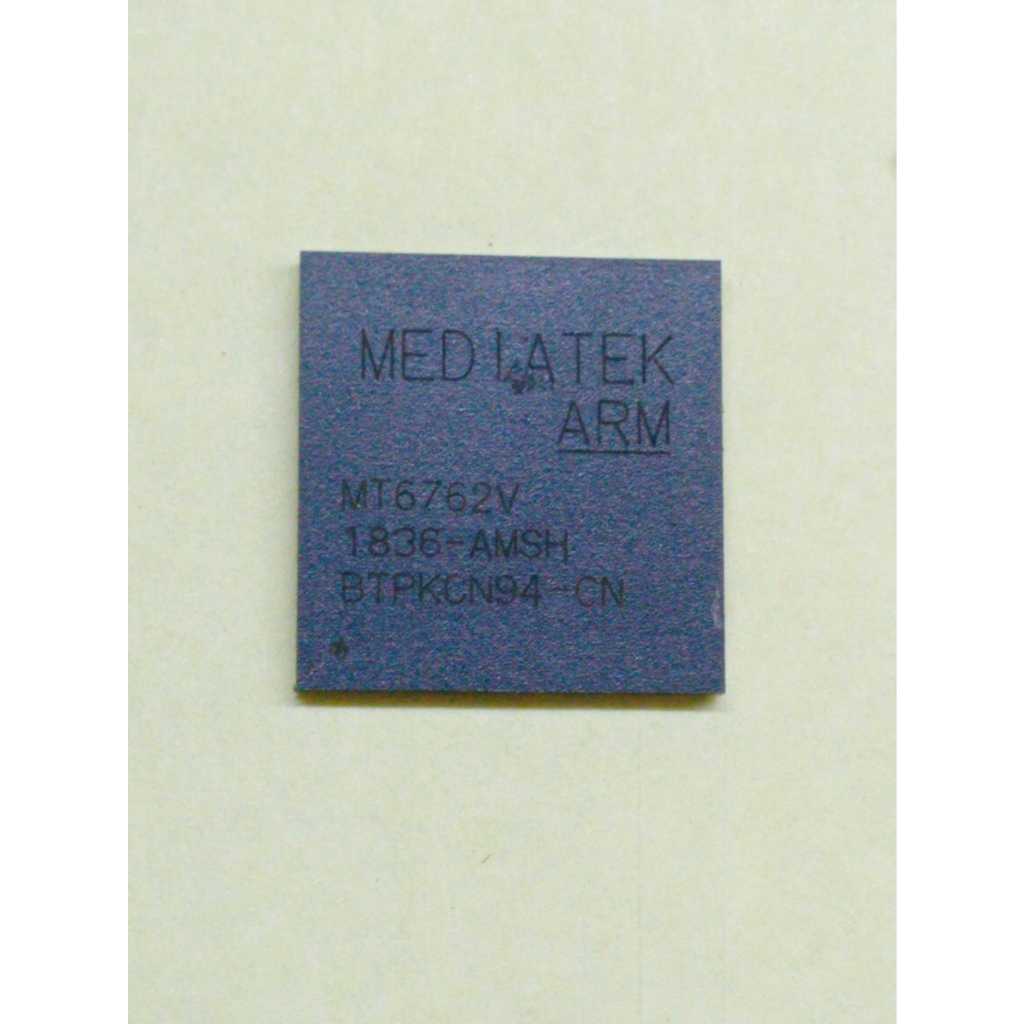 MEDIATEK
ARM
MT6762V
1836-AMSH
BTPKCN94-CN